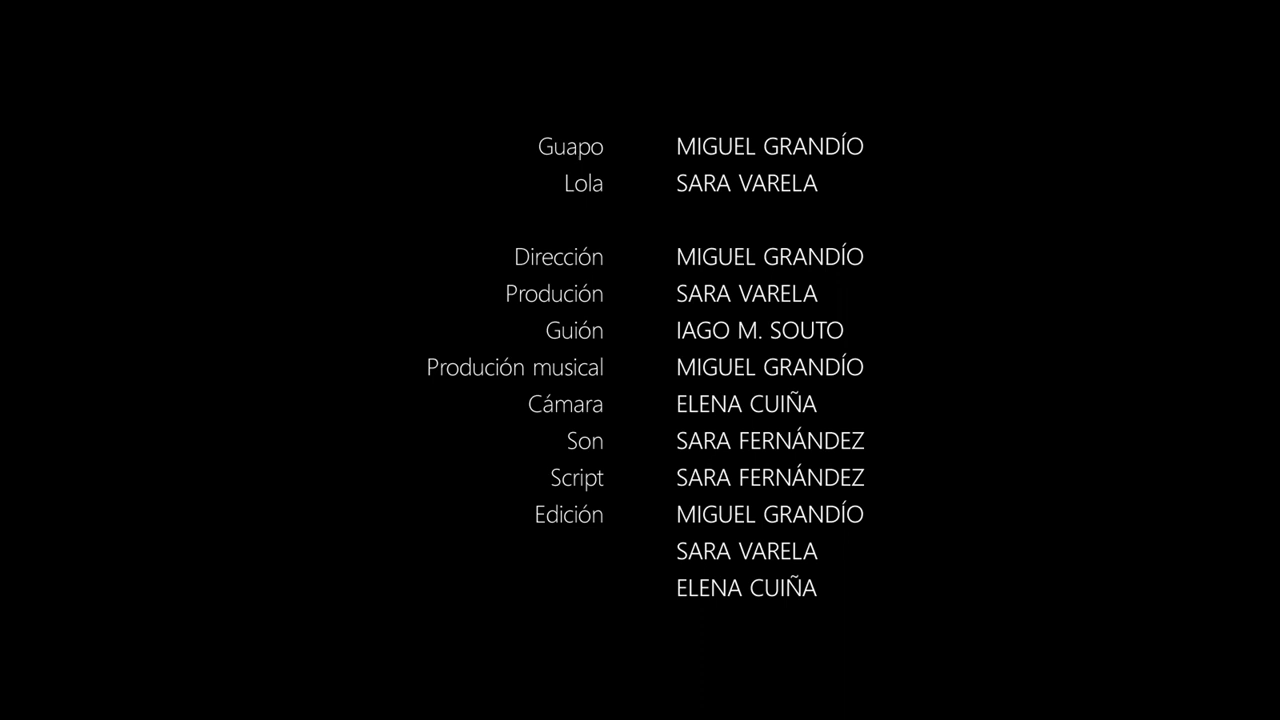 Guapo MIGUEL GRANDÍO
Lola SARA VARELA
Dirección MIGUEL GRANDÍO
Produción SARA VARELA
Guión IAGO M. SOUTO
Produción musical MIGUEL GRANDÍO
Cámara ELENA CUIÑA
Son SARA FERNÁNDEZ
Script SARA FERNÁNDEZ
Edición MIGUEL GRANDÍO
SARA VARELA
ELENA CUIÑA